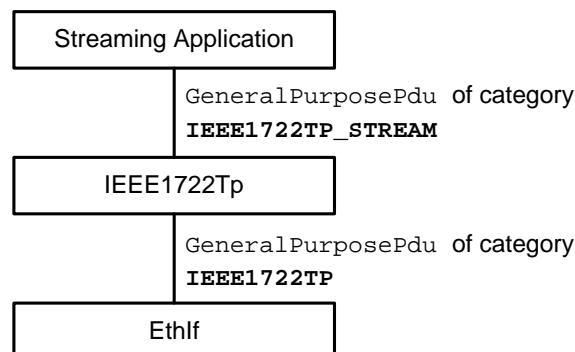 Streaming Application
GeneralPurposePdu of category
IEEE1722TP_STREAM
IEEE1722Tp
GeneralPurposePdu of category
IEEE1722TP
EthIf